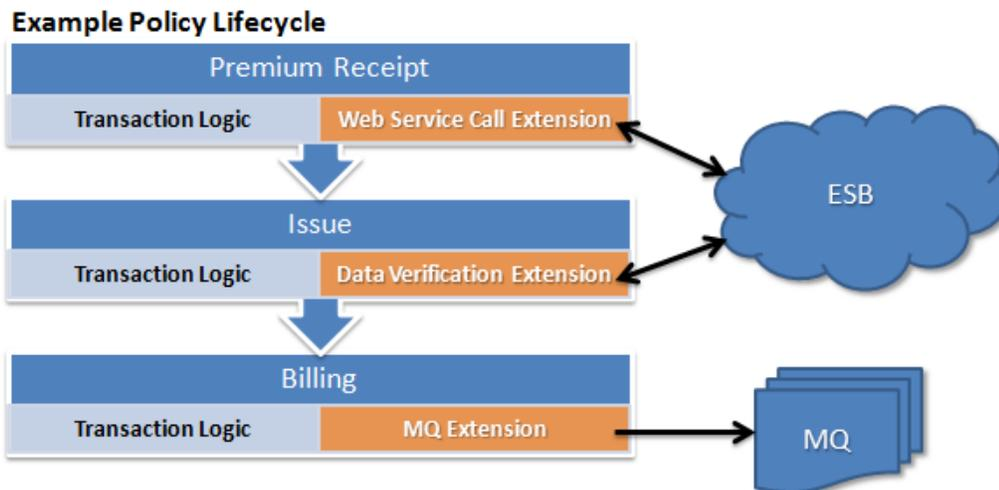 Example Policy Lifecycle
Premium Receipt
Transaction Logic
Web Service Call Extension
ESB
Issue
Transaction Logic
Data Verification Extension
Billing
Transaction Logic
MQ Extension
MQ